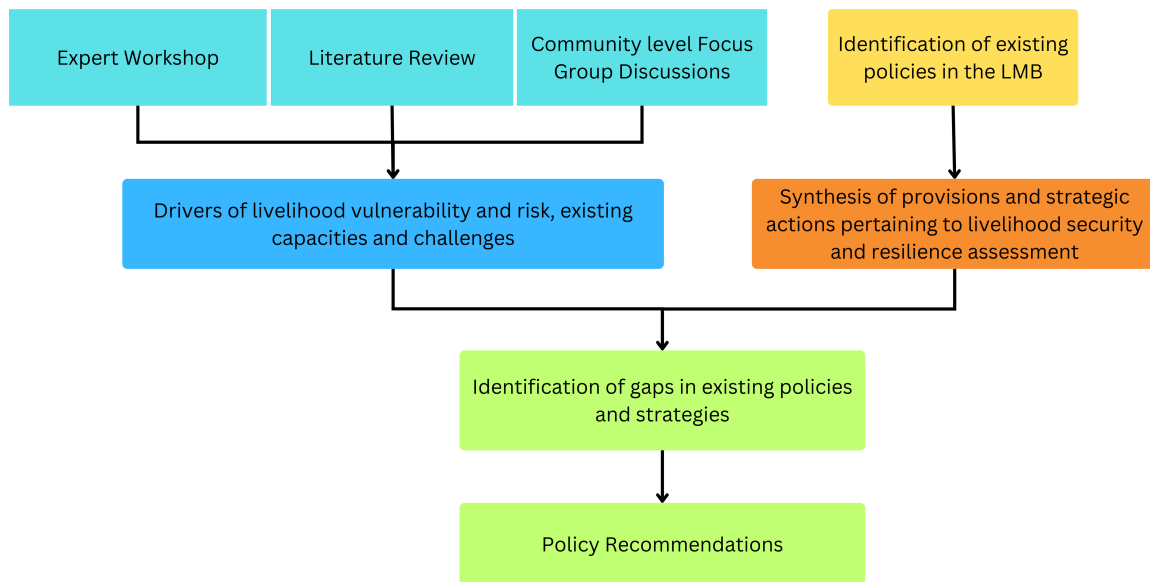 Expert Workshop
Literature Review
Community level Focus
Group Discussions
Identification of existing
policies in the LMB
Drivers of livelihood vulnerability and risk, existing
capacities and challenges
Synthesis of provisions and strategic
actions pertaining to livelihood security
and resilience assessment
Identification of gaps in existing policies
and strategies
Policy Recommendations